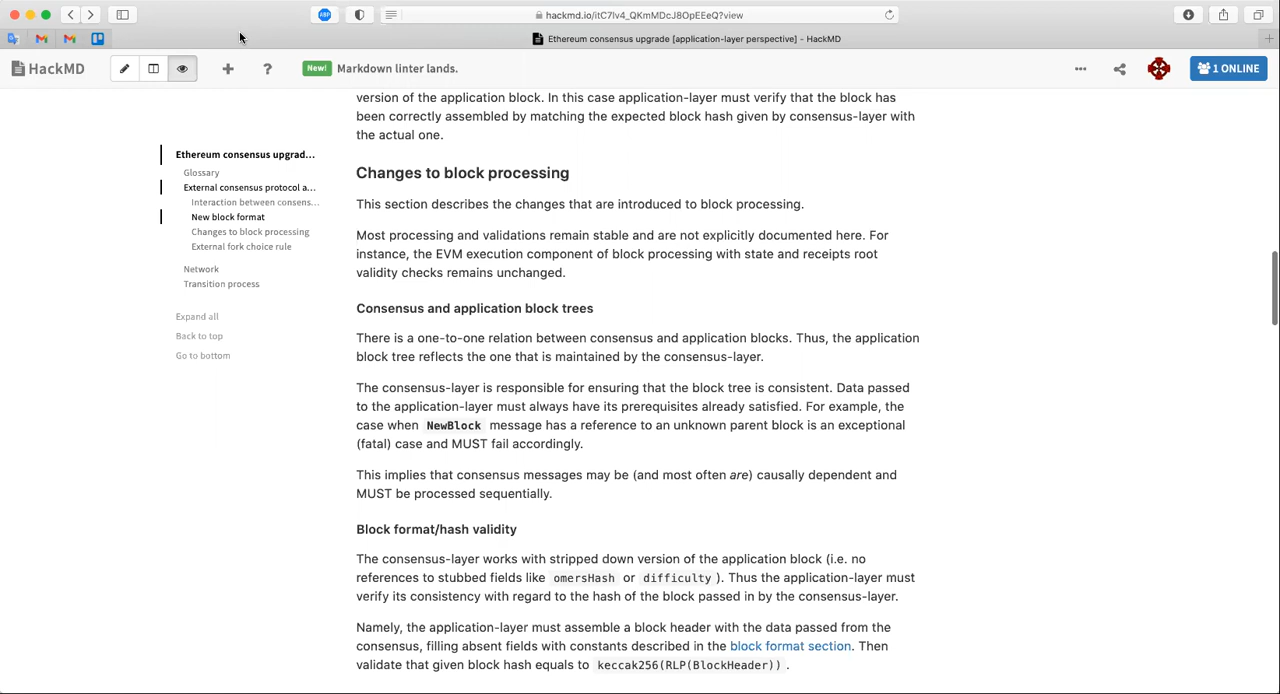 hackmd.io/itC7lv4_QKmMDcJ8OpEEeQ?view
ABP
Ethereum consensus upgrade [application-layer perspective] - HackMD
HackMD
New!
Markdown linter lands.
1 ONLINE
Ethereum consensus upgrad...
Glossary
External consensus protocol a...
Interaction between consens...
New block format
Changes to block processing
External fork choice rule
Network
Transition process
Expand all
Back to top
Go to bottom
version of the application block. In this case application-layer must verify that the block has
been correctly assembled by matching the expected block hash given by consensus-layer with
the actual one.
Changes to block processing
This section describes the changes that are introduced to block processing.
Most processing and validations remain stable and are not explicitly documented here. For
instance, the EVM execution component of block processing with state and receipts root
validity checks remains unchanged.
Consensus and application block trees
There is a one-to-one relation between consensus and application blocks. Thus, the application
block tree reflects the one that is maintained by the consensus-layer.
The consensus-layer is responsible for ensuring that the block tree is consistent. Data passed
to the application-layer must always have its prerequisites already satisfied. For example, the
case when NewBlock message has a reference to an unknown parent block is an exceptional
(fatal) case and MUST fail accordingly.
This implies that consensus messages may be (and most often are) causally dependent and
MUST be processed sequentially.
Block format/hash validity
The consensus-layer works with stripped down version of the application block (i.e. no
references to stubbed fields like omersHash or difficulty ). Thus the application-layer must
verify its consistency with regard to the hash of the block passed in by the consensus-layer.
Namely, the application-layer must assemble a block header with the data passed from the
consensus, filling absent fields with constants described in the block format section. Then
validate that given block hash equals to keccak256(RLP(BlockHeader)) .